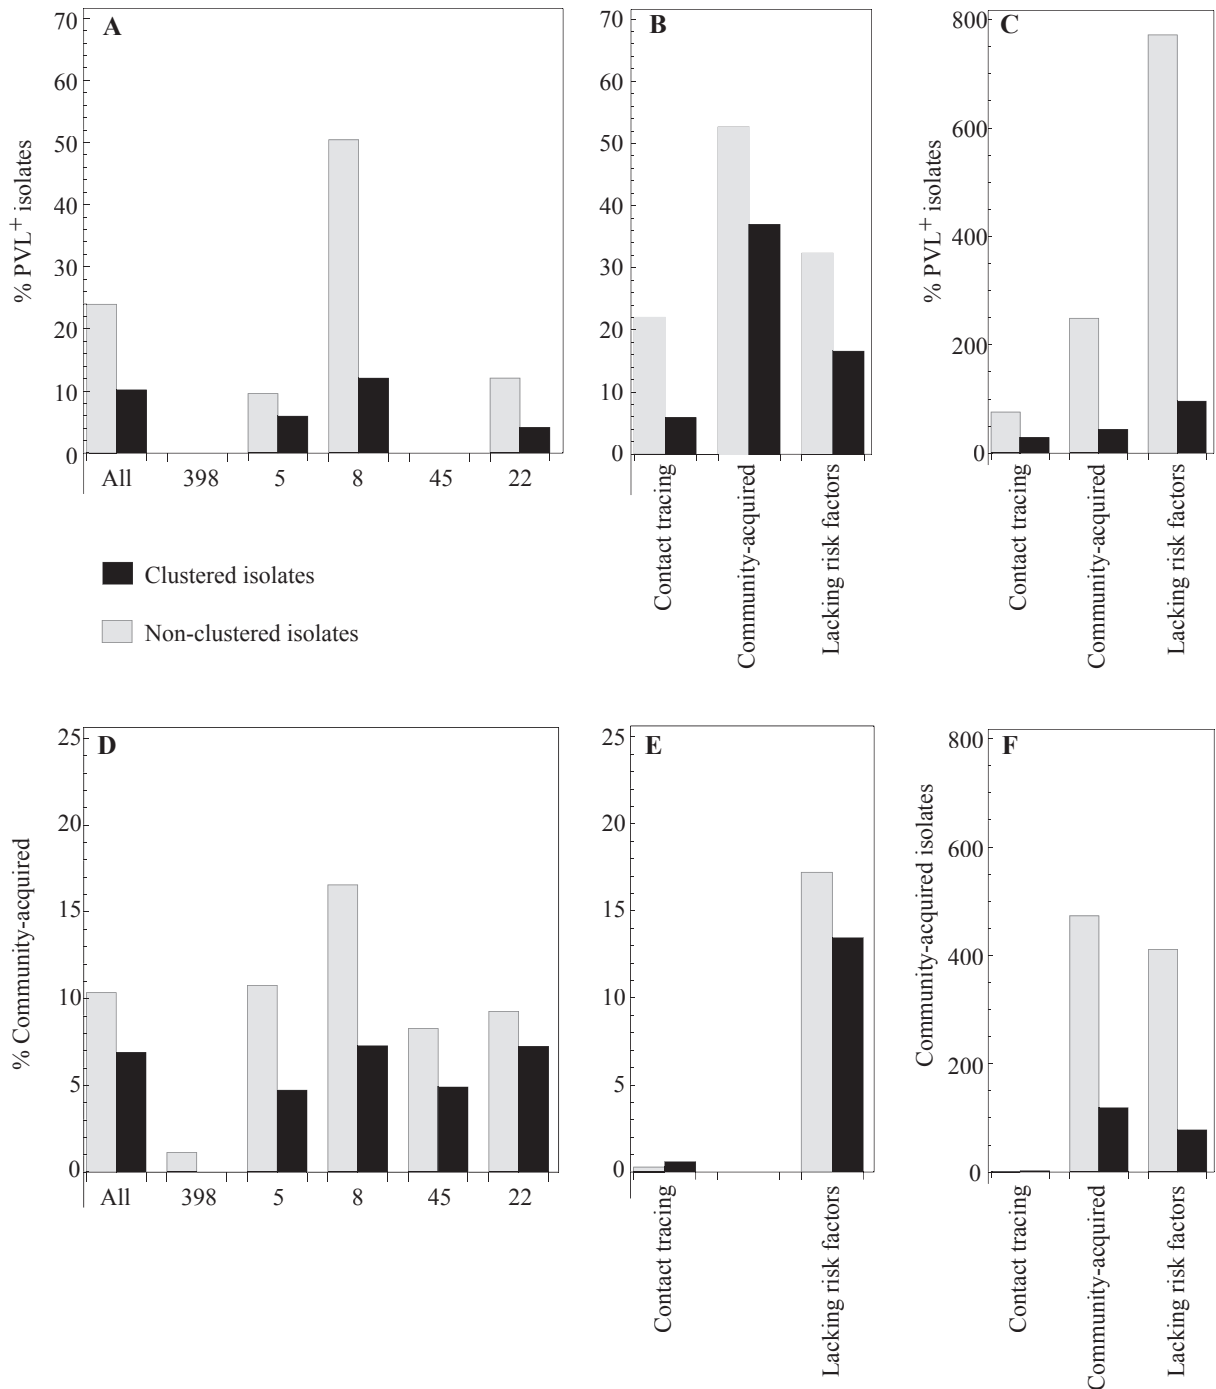 A
70
60
50
40
30
20
10
0
% PVL+ isolates
All 398 5 8 45 22
B
70
60
50
40
30
20
10
0
Contact tracing
Community-acquired
Lacking risk factors
C
800
600
400
200
0
% PVL+ isolates
Contact tracing
Community-acquired
Lacking risk factors
Clustered isolates
Non-clustered isolates
D
25
20
15
10
5
0
% Community-acquired
All 398 5 8 45 22
E
25
20
15
10
5
0
Contact tracing
Lacking risk factors
F
800
600
400
200
0
Community-acquired isolates
Contact tracing
Community-acquired
Lacking risk factors